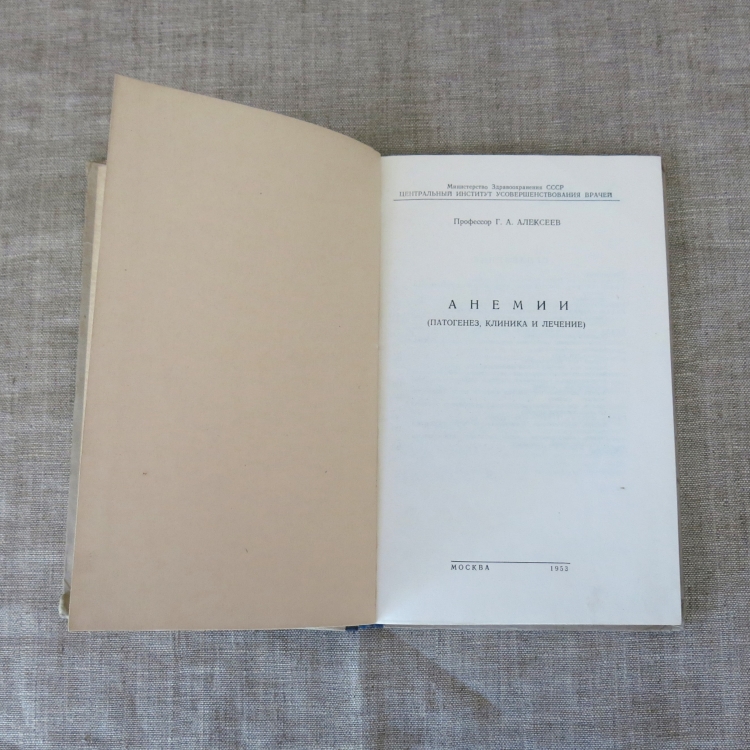 Министерство Здравоохранения СССР
ЦЕНТРАЛЬНЫЙ ИНСТИТУТ УСОВЕРШЕНСТВОВАНИЯ ВРАЧЕЙ
Профессор Г. А. АЛЕКСЕЕВ
АНЕМИИ
(ПАТОГЕНЕЗ, КЛИНИКА И ЛЕЧЕНИЕ)
МОСКВА 1953